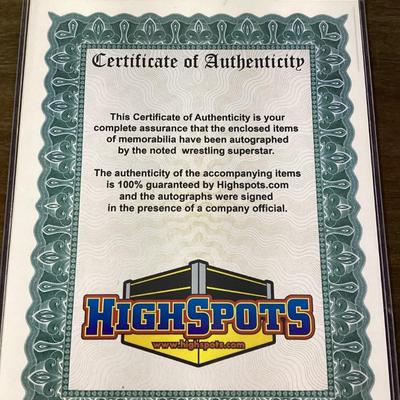 Certificate of Authenticity
This Certificate of Authenticity is your
complete assurance that the enclosed items
of memorabilia have been autographed
by the noted wrestling superstar.
The authenticity of the accompanying items
is 100% guaranteed by Highspots.com
and the autographs were signed
in the presence of a company official.
HIGHSPOTS
www.highspots.com